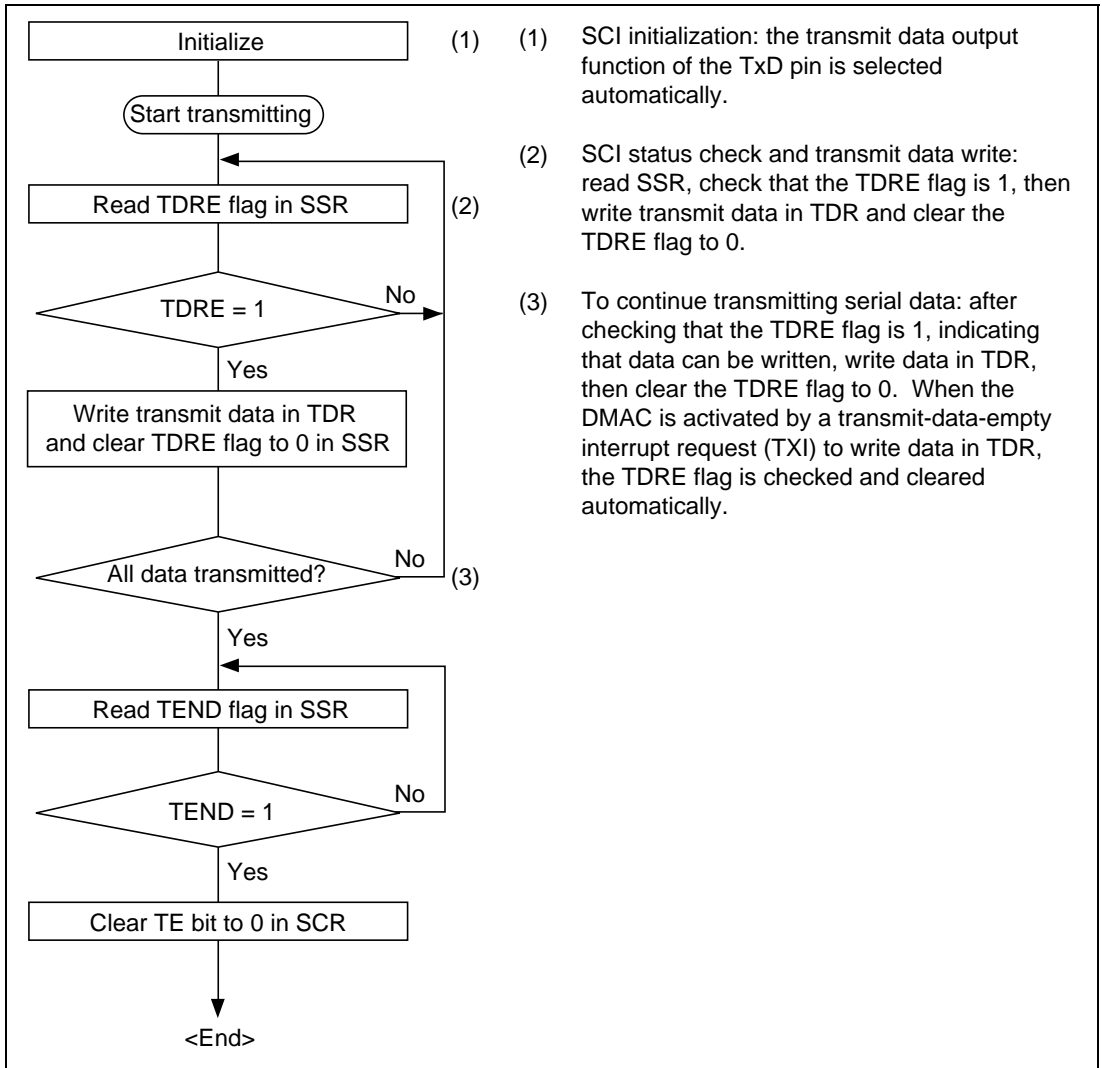 Initialize
(1)
Start transmitting
Read TDRE flag in SSR
(2)
TDRE = 1
No
Yes
Write transmit data in TDR
and clear TDRE flag to 0 in SSR
All data transmitted?
No
(3)
Yes
Read TEND flag in SSR
TEND = 1
No
Yes
Clear TE bit to 0 in SCR
<End>
(1) SCI initialization: the transmit data output
function of the TxD pin is selected
automatically.
(2) SCI status check and transmit data write:
read SSR, check that the TDRE flag is 1, then
write transmit data in TDR and clear the
TDRE flag to 0.
(3) To continue transmitting serial data: after
checking that the TDRE flag is 1, indicating
that data can be written, write data in TDR,
then clear the TDRE flag to 0.  When the
DMAC is activated by a transmit-data-empty
interrupt request (TXI) to write data in TDR,
the TDRE flag is checked and cleared
automatically.